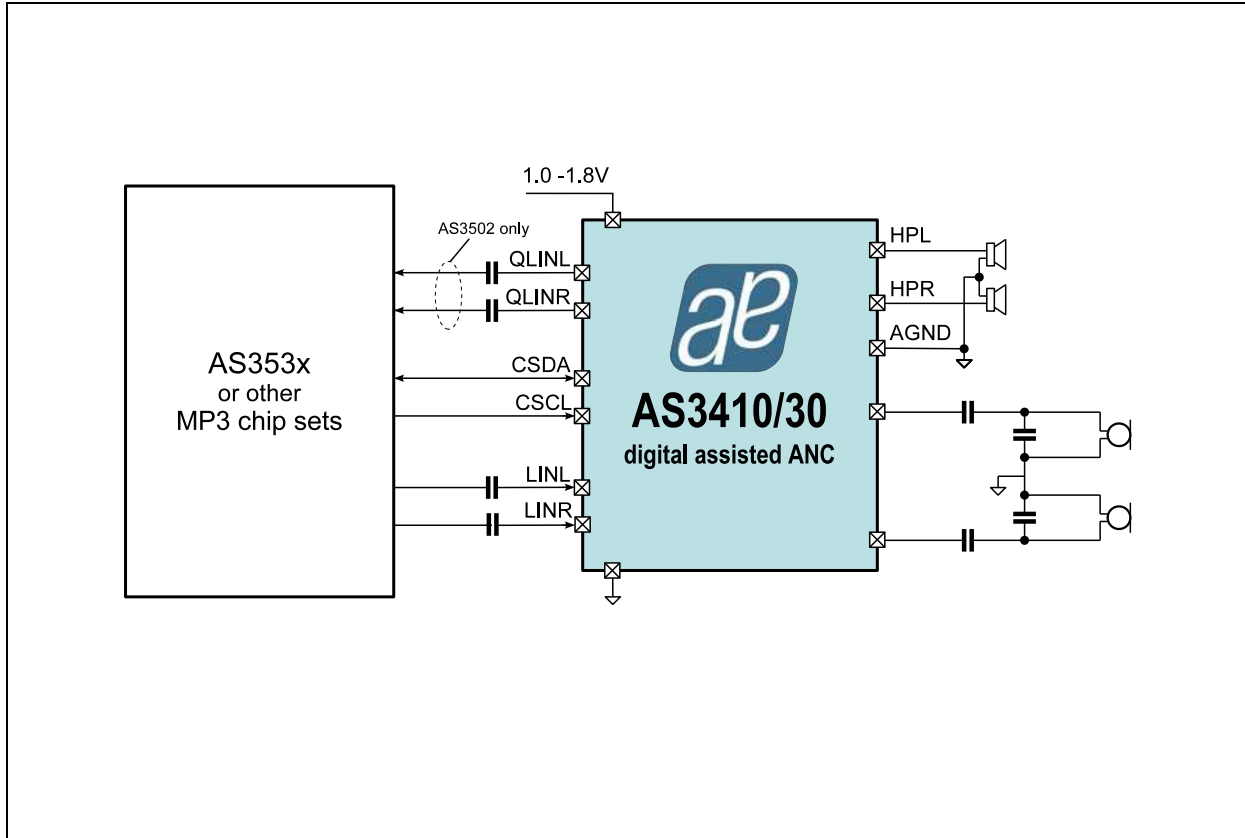 1.0 -1.8V
AS3502 only
QLINL
QLINR
CSDA
CSCL
LINL
LINR
AS353x
or other
MP3 chip sets
ae
AS3410/30
digital assisted ANC
HPL
HPR
AGND